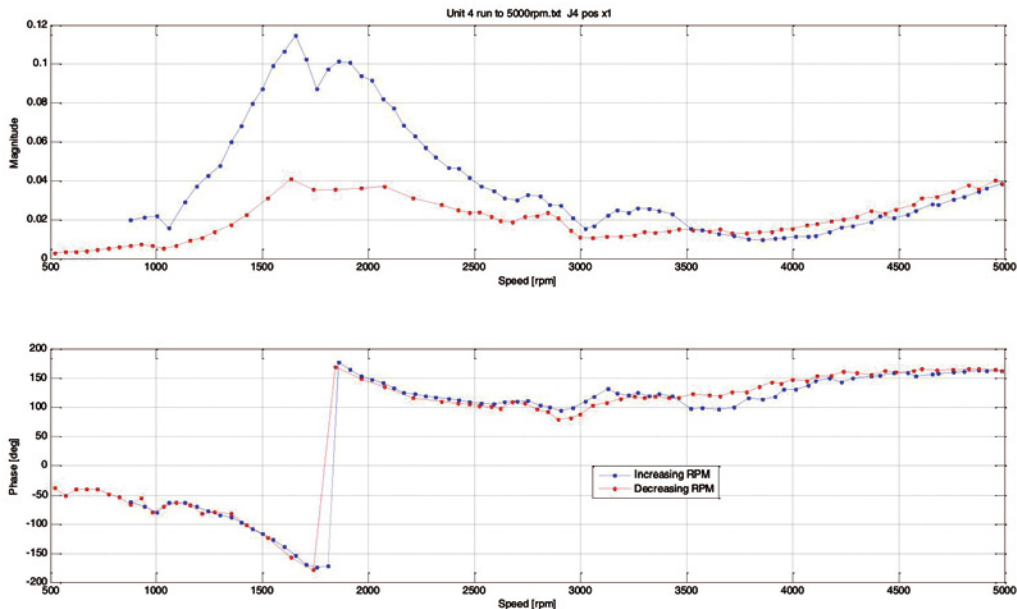 Unit 4 run to 5000rpm.txt  J4 pos x1
0.12
0.1
0.08
0.06
0.04
0.02
0
Magnitude
500 1000 1500 2000 2500 3000 3500 4000 4500 5000
Speed [rpm]
200
150
100
50
0
-50
-100
-150
-200
Phase [deg]
Increasing RPM
Decreasing RPM
500 1000 1500 2000 2500 3000 3500 4000 4500 5000
Speed [rpm]